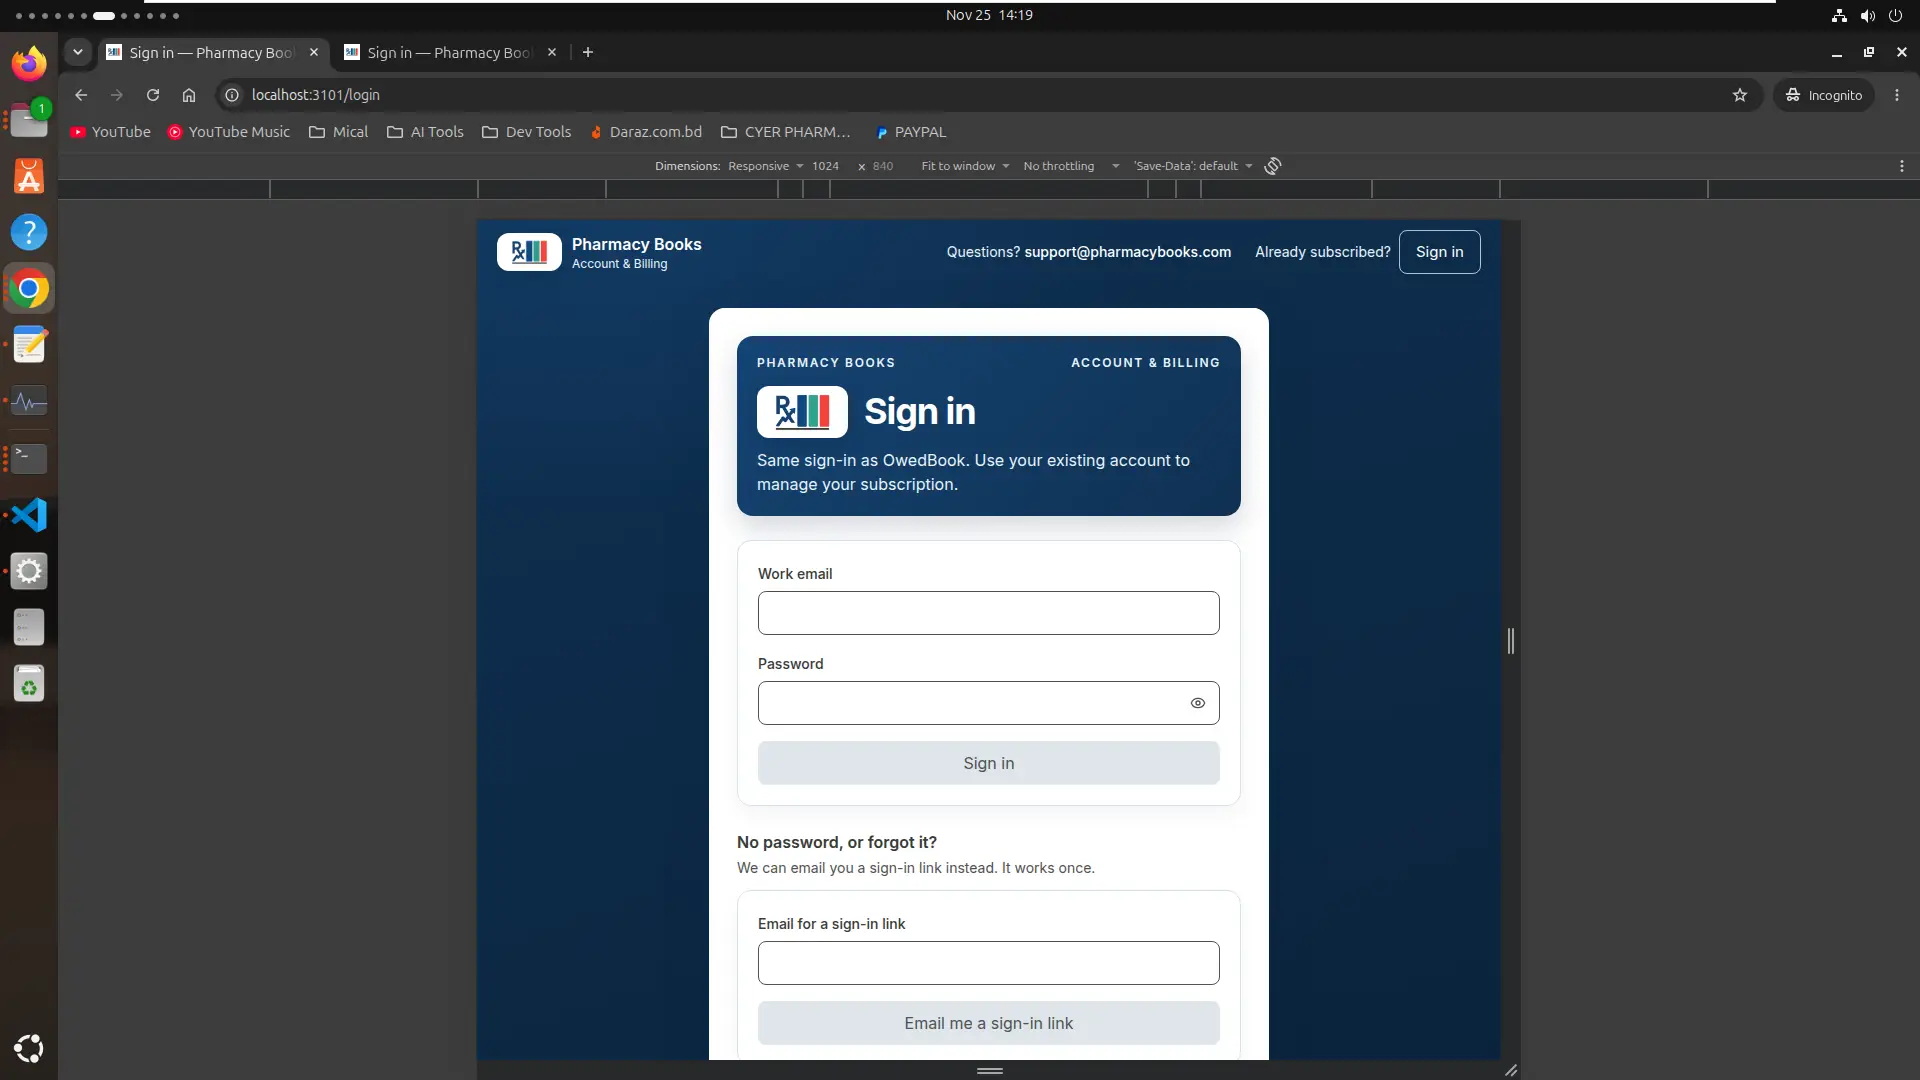 Nov 25 14:19
1
Sign in — Pharmacy Boo
Sign in — Pharmacy Boo
localhost:3101/login
Incognito
YouTube
YouTube Music
Mical
AI Tools
Dev Tools
Daraz.com.bd
CYER PHARM...
PAYPAL
Dimensions: Responsive 1024 x 840 Fit to window No throttling 'Save-Data': default
Pharmacy Books
Account & Billing
Questions? support@pharmacybooks.com
Already subscribed?
Sign in
PHARMACY BOOKS
ACCOUNT & BILLING
Rx
Sign in
Same sign-in as OwedBook. Use your existing account to
manage your subscription.
Work email
Password
Sign in
No password, or forgot it?
We can email you a sign-in link instead. It works once.
Email for a sign-in link
Email me a sign-in link